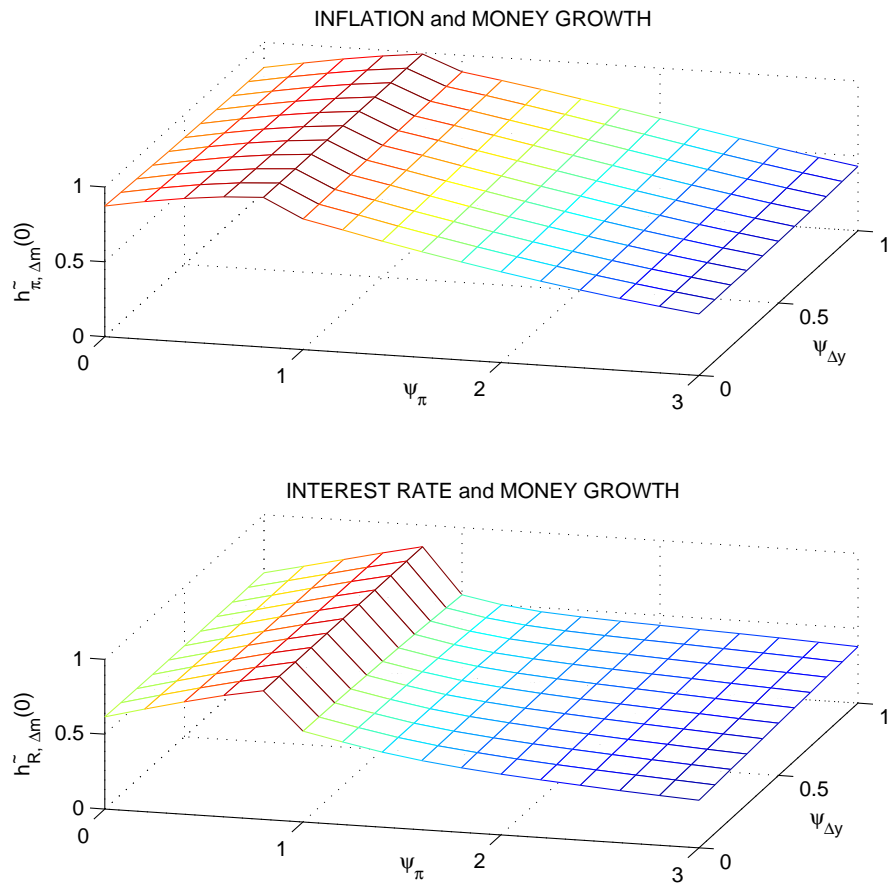 INFLATION and MONEY GROWTH
1
0.5
0
h~π, Δm(0)
0
1
2
3
ψπ
0
0.5
1
ψΔy
INTEREST RATE and MONEY GROWTH
1
0.5
0
h~R, Δm(0)
0
1
2
3
ψπ
0
0.5
1
ψΔy